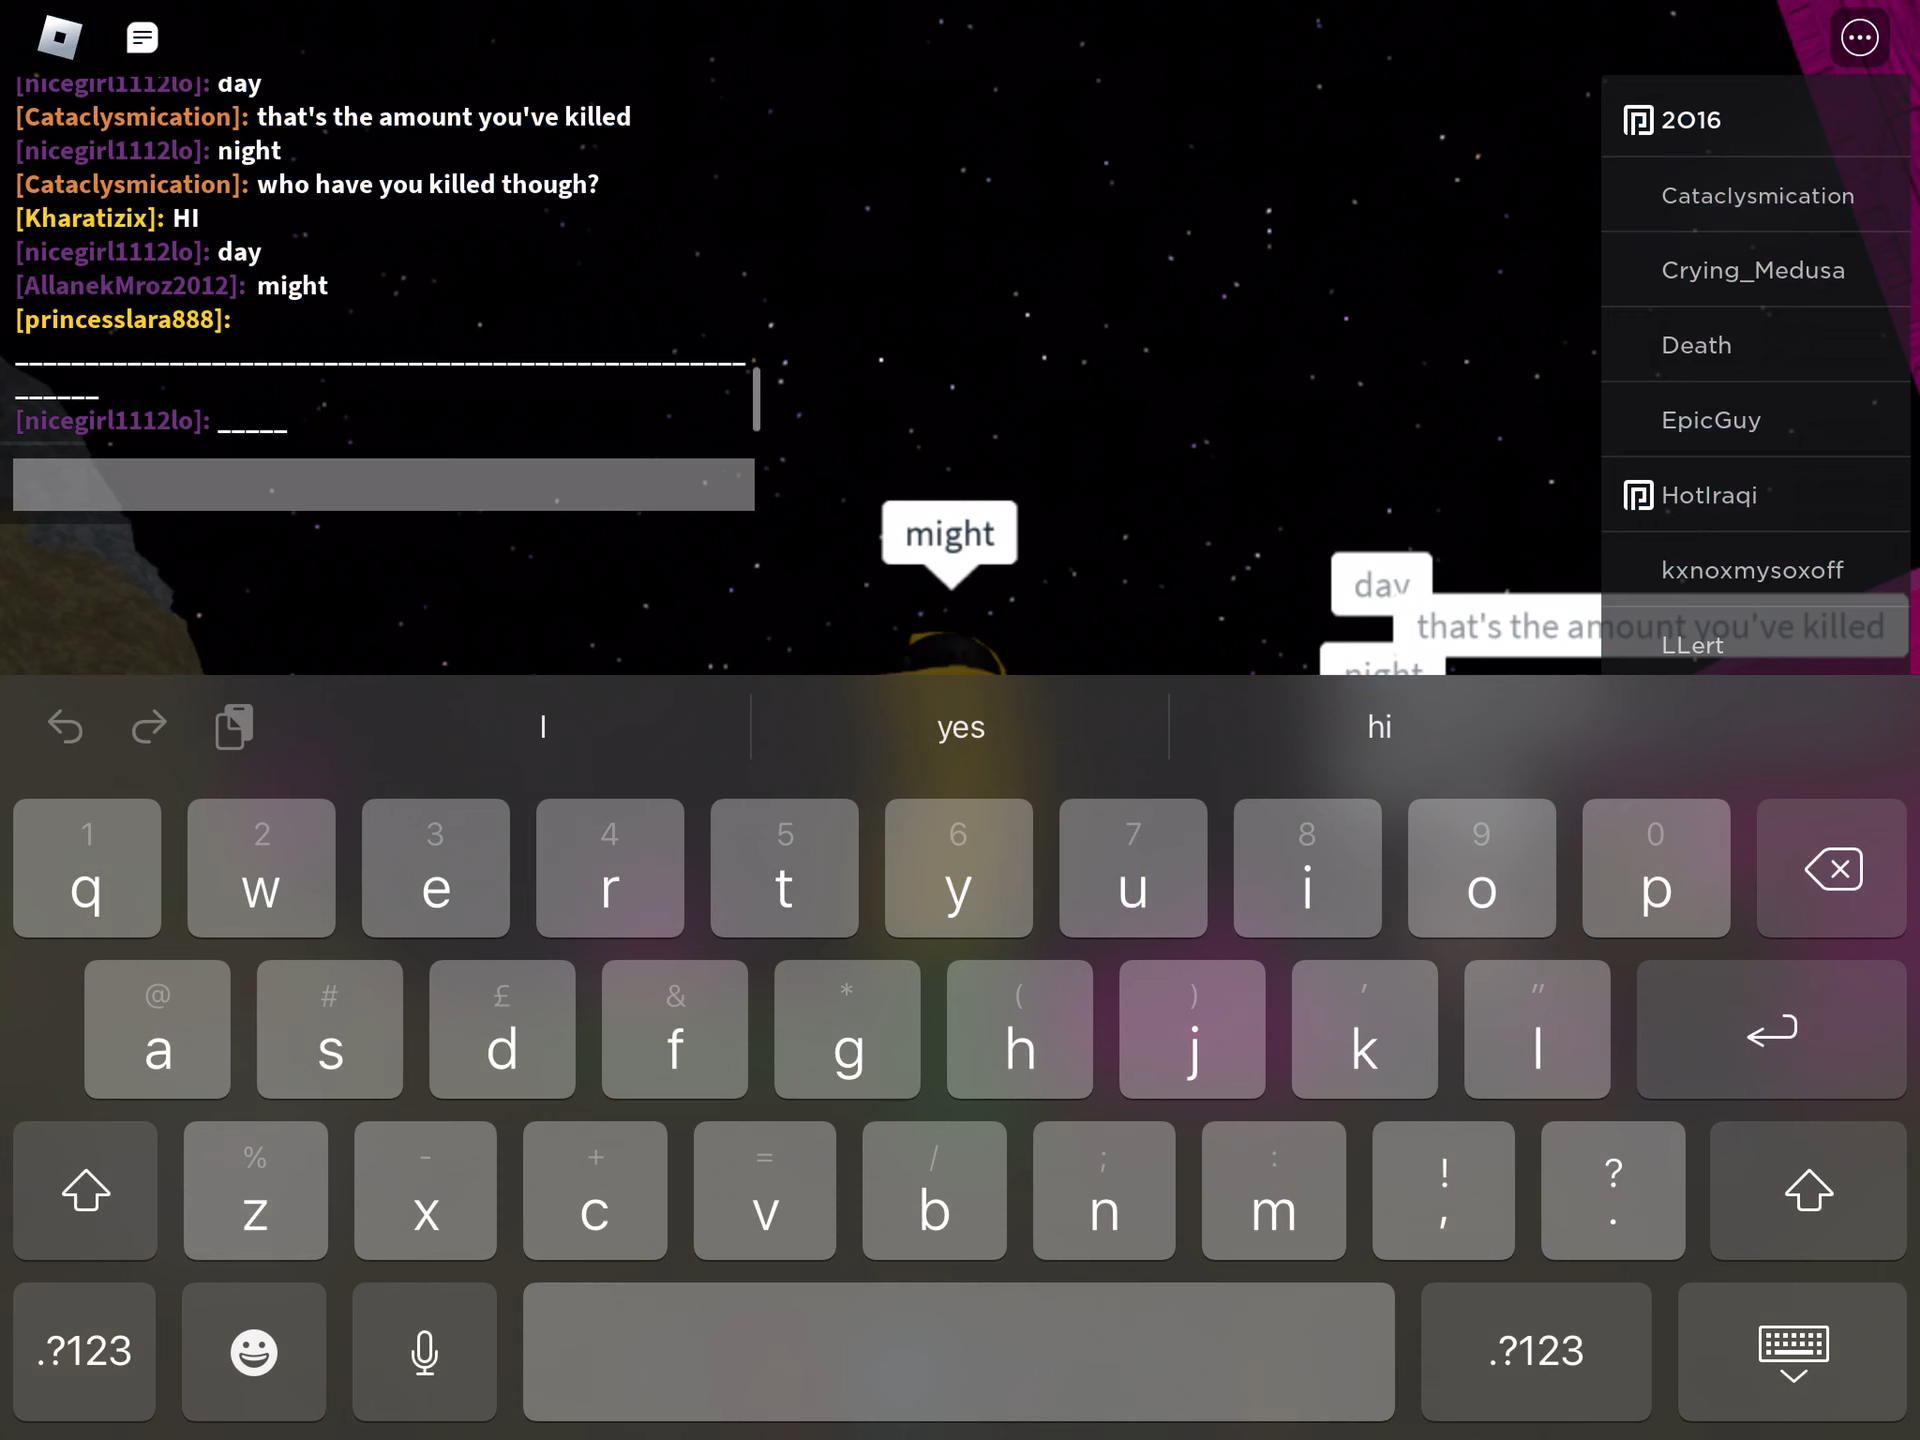 [nicegirl1112lo]: day
[Cataclysmication]: that's the amount you've killed
[nicegirl1112lo]: night
[Cataclysmication]: who have you killed though?
[Kharatizix]: HI
[nicegirl1112lo]: day
[AllanekMroz2012]: might
[princesslara888]:
____________________________________________________
______
[nicegirl1112lo]: _____
2O16
Cataclysmication
Crying_Medusa
Death
EpicGuy
HotIraqi
kxnoxmysoxoff
LLert
might
day
that's the amount you've killed
night
I yes hi
1 2 3 4 5 6 7 8 9 0
q w e r t y u i o p
@ # £ & * ( ) ' "
a s d f g h j k l
% - + = / ; : ! ?
z x c v b n m , .
.?123 .?123